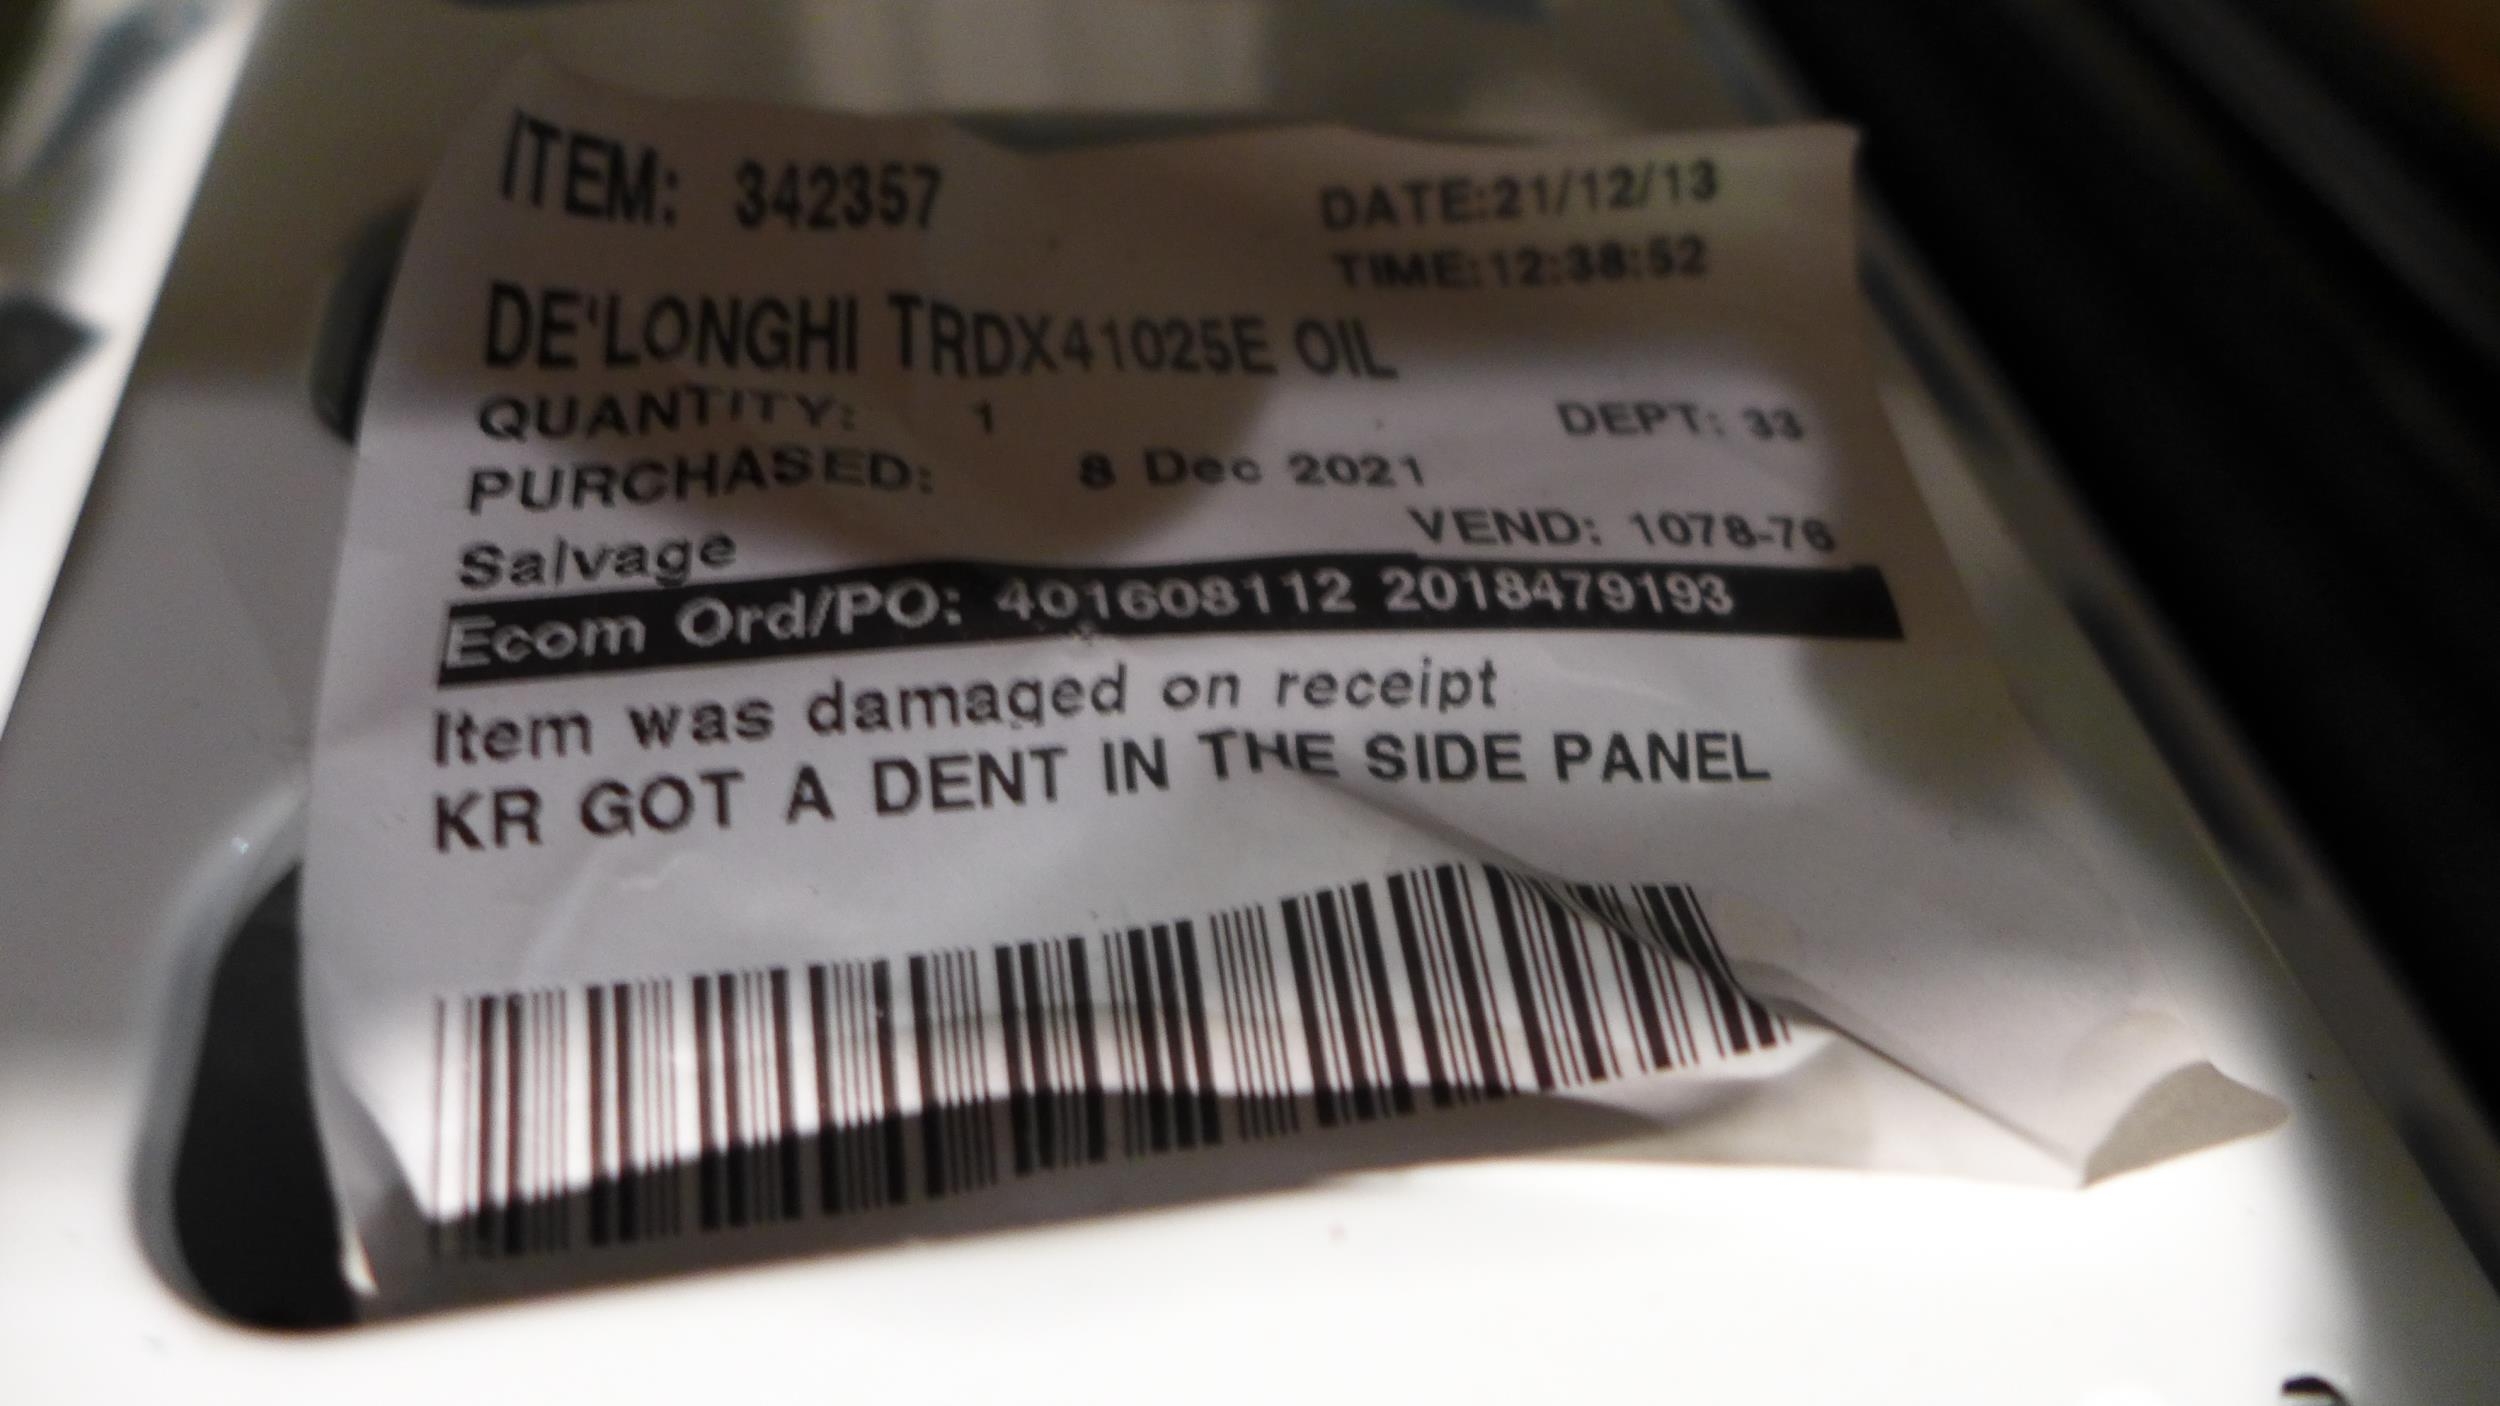 ITEM: 342357
DATE:21/12/13
TIME:12:38:52
DE'LONGHI TRDX41025E OIL
QUANTITY: 1
DEPT: 33
PURCHASED: 8 Dec 2021
VEND: 1078-76
Salvage
Ecom Ord/PO: 401608112 2018479193
Item was damaged on receipt
KR GOT A DENT IN THE SIDE PANEL